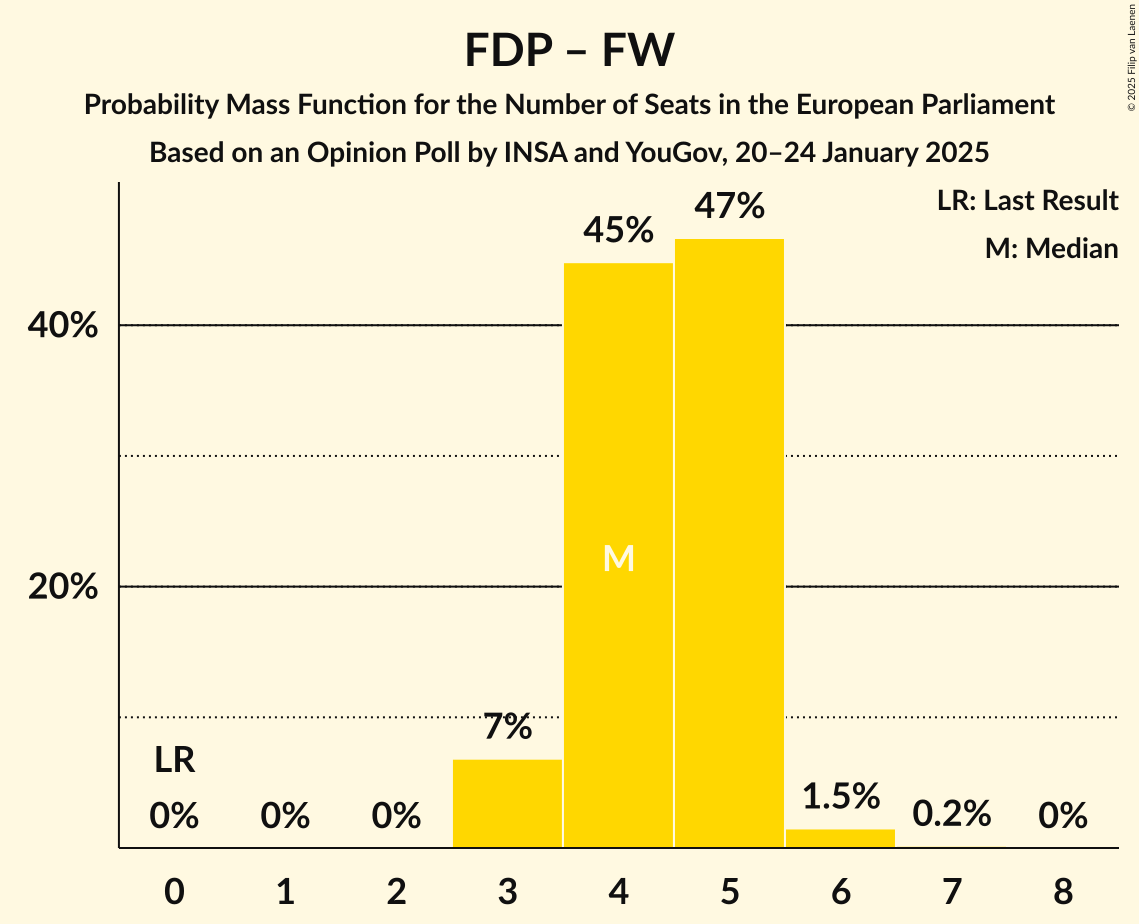 FDP – FW
Probability Mass Function for the Number of Seats in the European Parliament
Based on an Opinion Poll by INSA and YouGov, 20–24 January 2025
© 2025 Filip van Laenen
LR: Last Result
M: Median
47%
45%
40%
M
20%
7%
LR
1.5%
0%
0%
0%
0.2%
0%
0 1 2 3 4 5 6 7 8